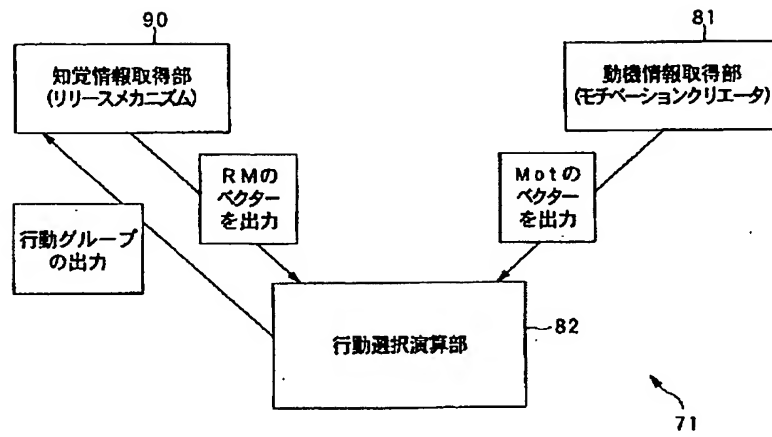 90
81
知覚情報取得部
(リリースメカニズム)
動機情報取得部
(モチベーションクリエータ)
RMの
ベクター
を出力
Motの
ベクター
を出力
行動グループ
の出力
行動選択演算部
82
71